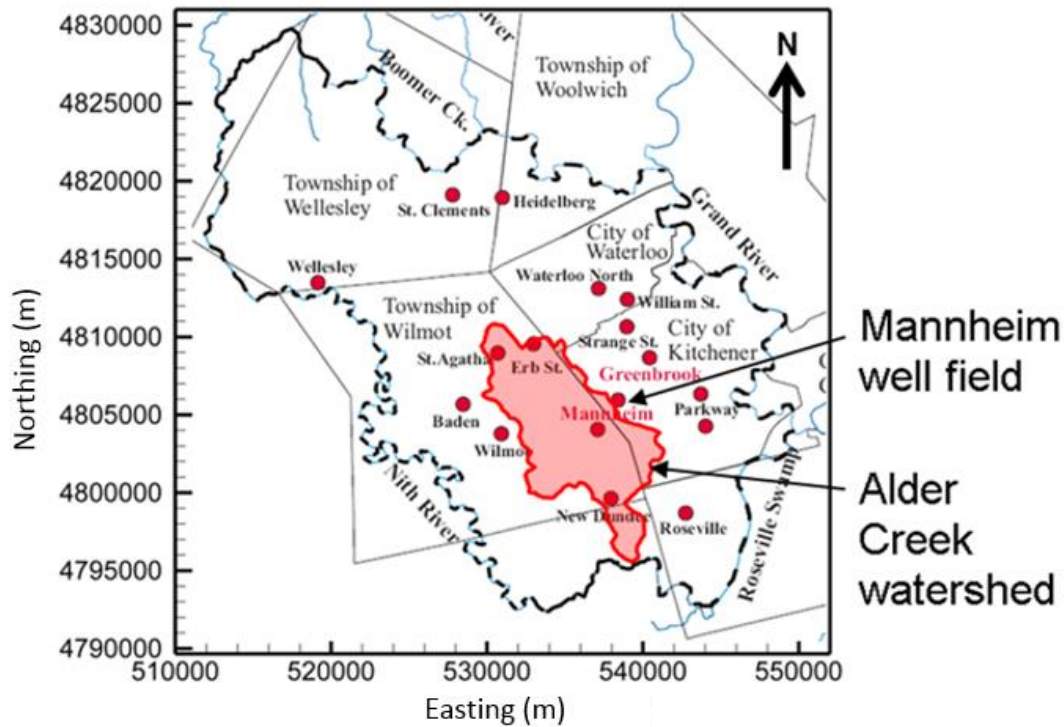 4830000
4825000
4820000
4815000
4810000
4805000
4800000
4795000
4790000
510000
520000
530000
540000
550000
Northing (m)
Easting (m)
N
River
Boomer Ck.
Township of
Woolwich
Township of
Wellesley
St. Clements
Heidelberg
Grand River
City of
Waterloo
Wellesley
Waterloo North
William St.
Township of
Wilmot
Strange St.
City of
Kitchener
St.Agatha
Erb St.
Greenbrook
Mannheim
Parkway
Baden
Wilmo
Nith River
New Dundee
Roseville
Roseville Swamp
Mannheim
well field
Alder
Creek
watershed